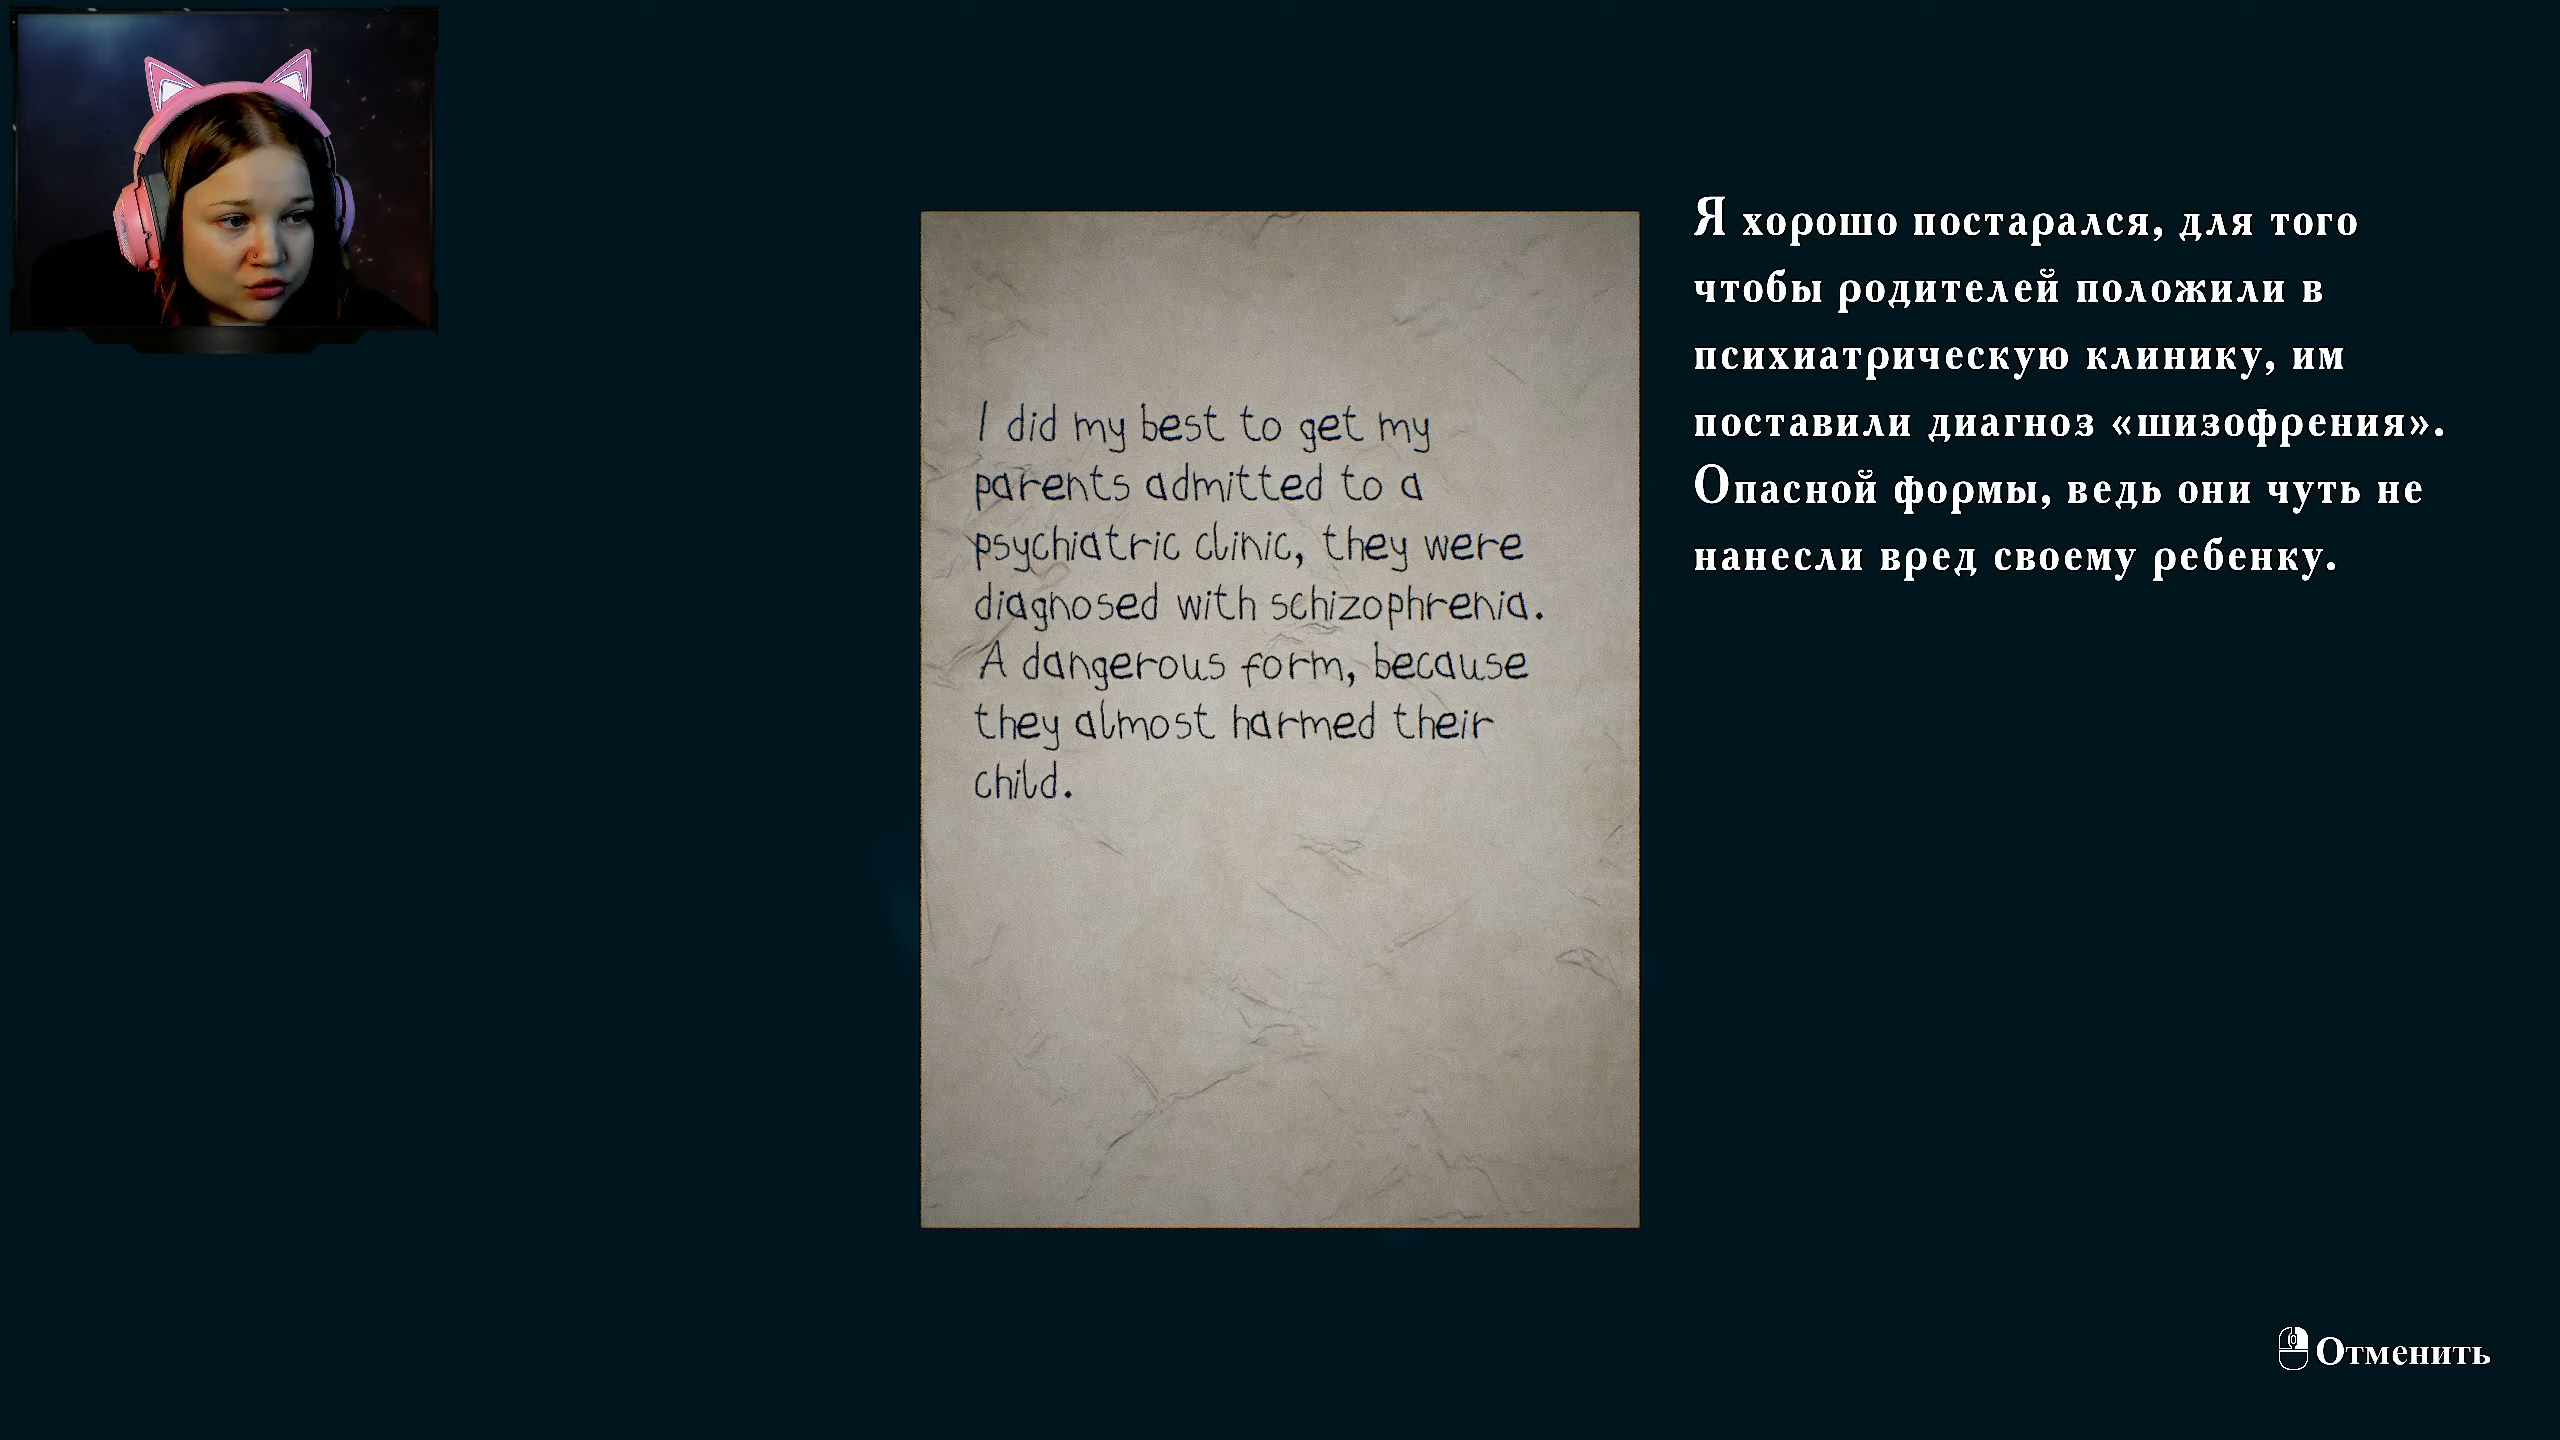 I did my best to get my
parents admitted to a
psychiatric clinic, they were
diagnosed with schizophrenia.
A dangerous form, because
they almost harmed their
child.
Я хорошо постарался, для того
чтобы родителей положили в
психиатрическую клинику, им
поставили диагноз «шизофрения».
Опасной формы, ведь они чуть не
нанесли вред своему ребенку.
Отменить